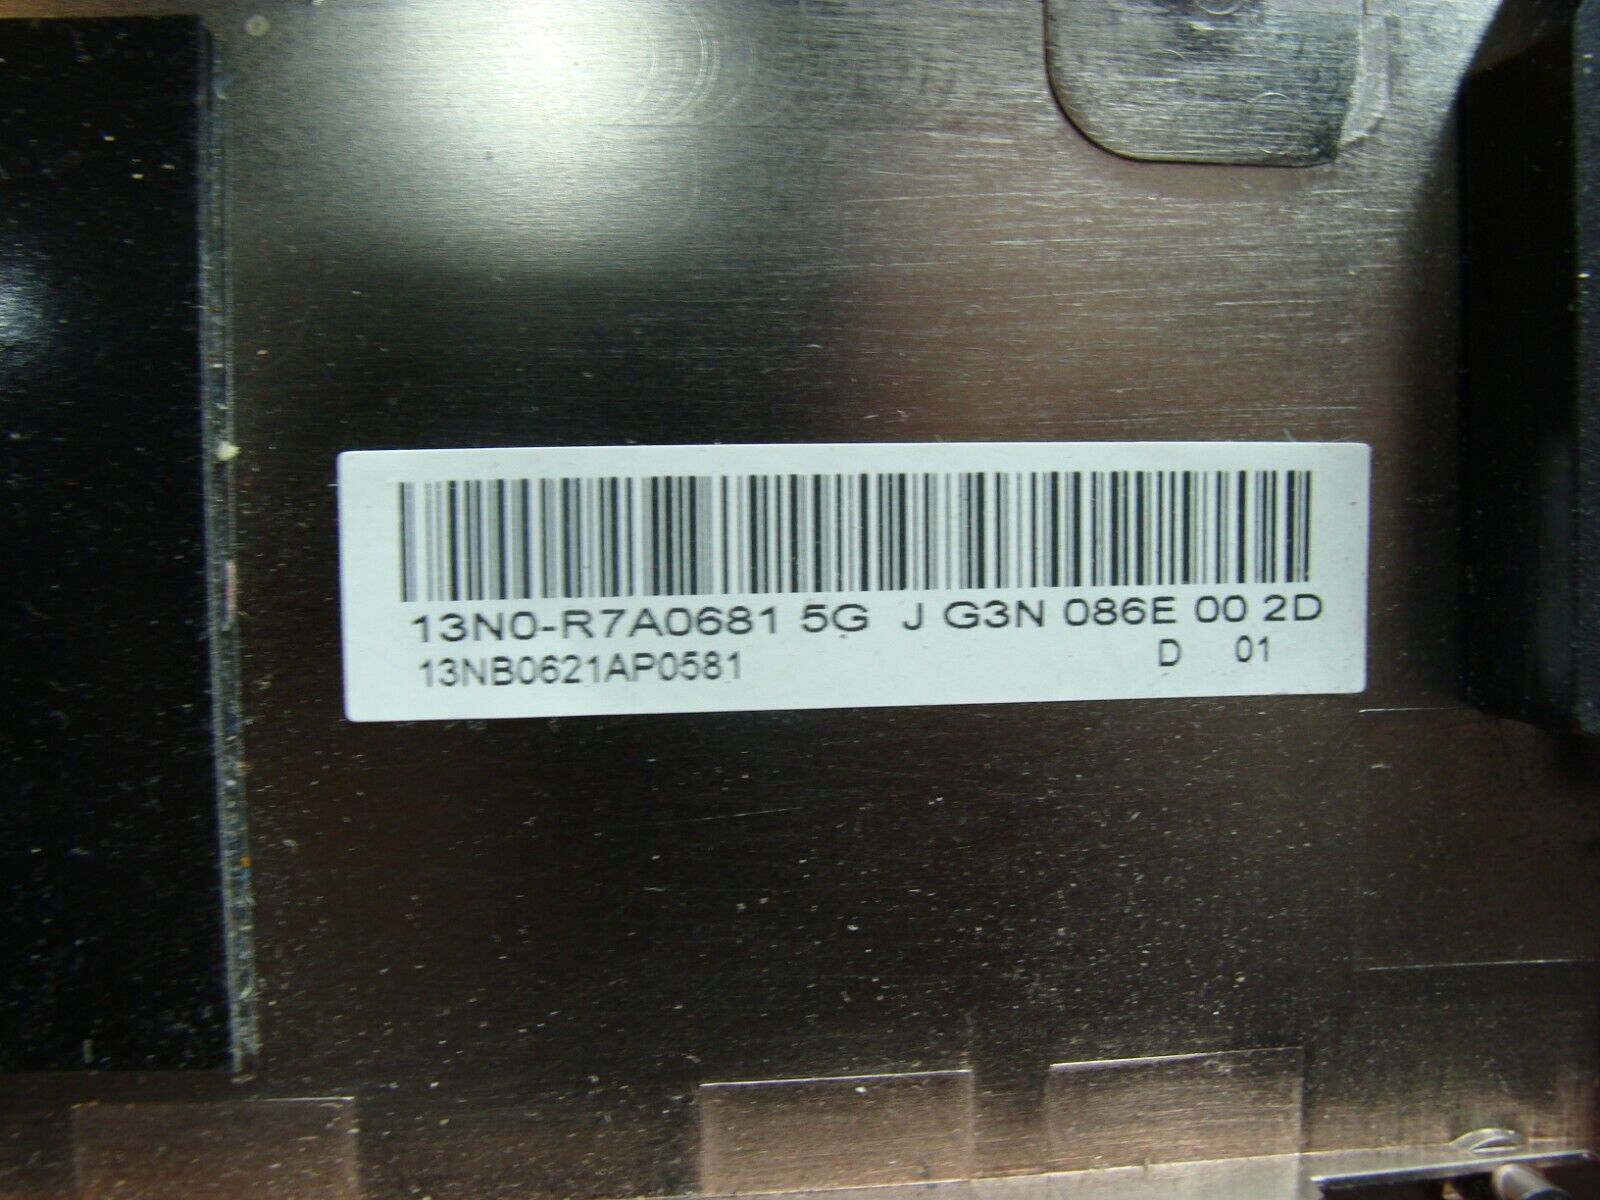 13N0-R7A0681 5G J G3N 086E 00 2D
13NB0621AP0581 D 01